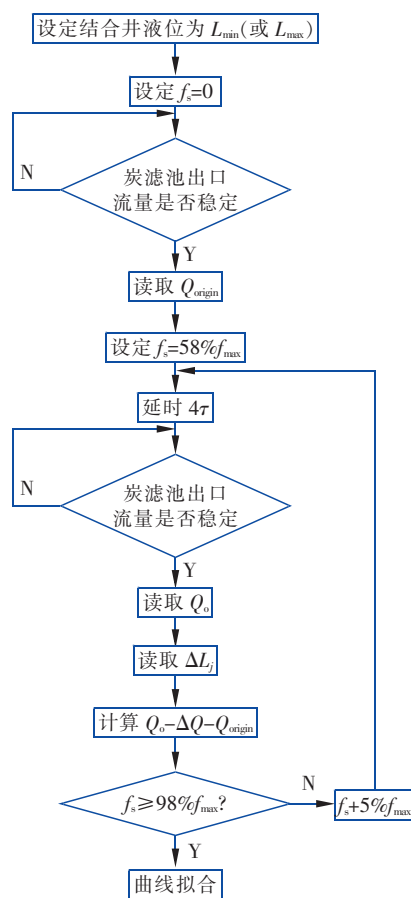 设定结合井液位为 Lmin(或 Lmax)
设定 fs=0
N
炭滤池出口
流量是否稳定
Y
读取 Qorigin
设定 fs=58%fmax
延时 4τ
N
炭滤池出口
流量是否稳定
Y
读取 Qo
读取 ΔLj
计算 Qo−ΔQ−Qorigin
N
fs≥98%fmax?
fs+5%fmax
Y
曲线拟合